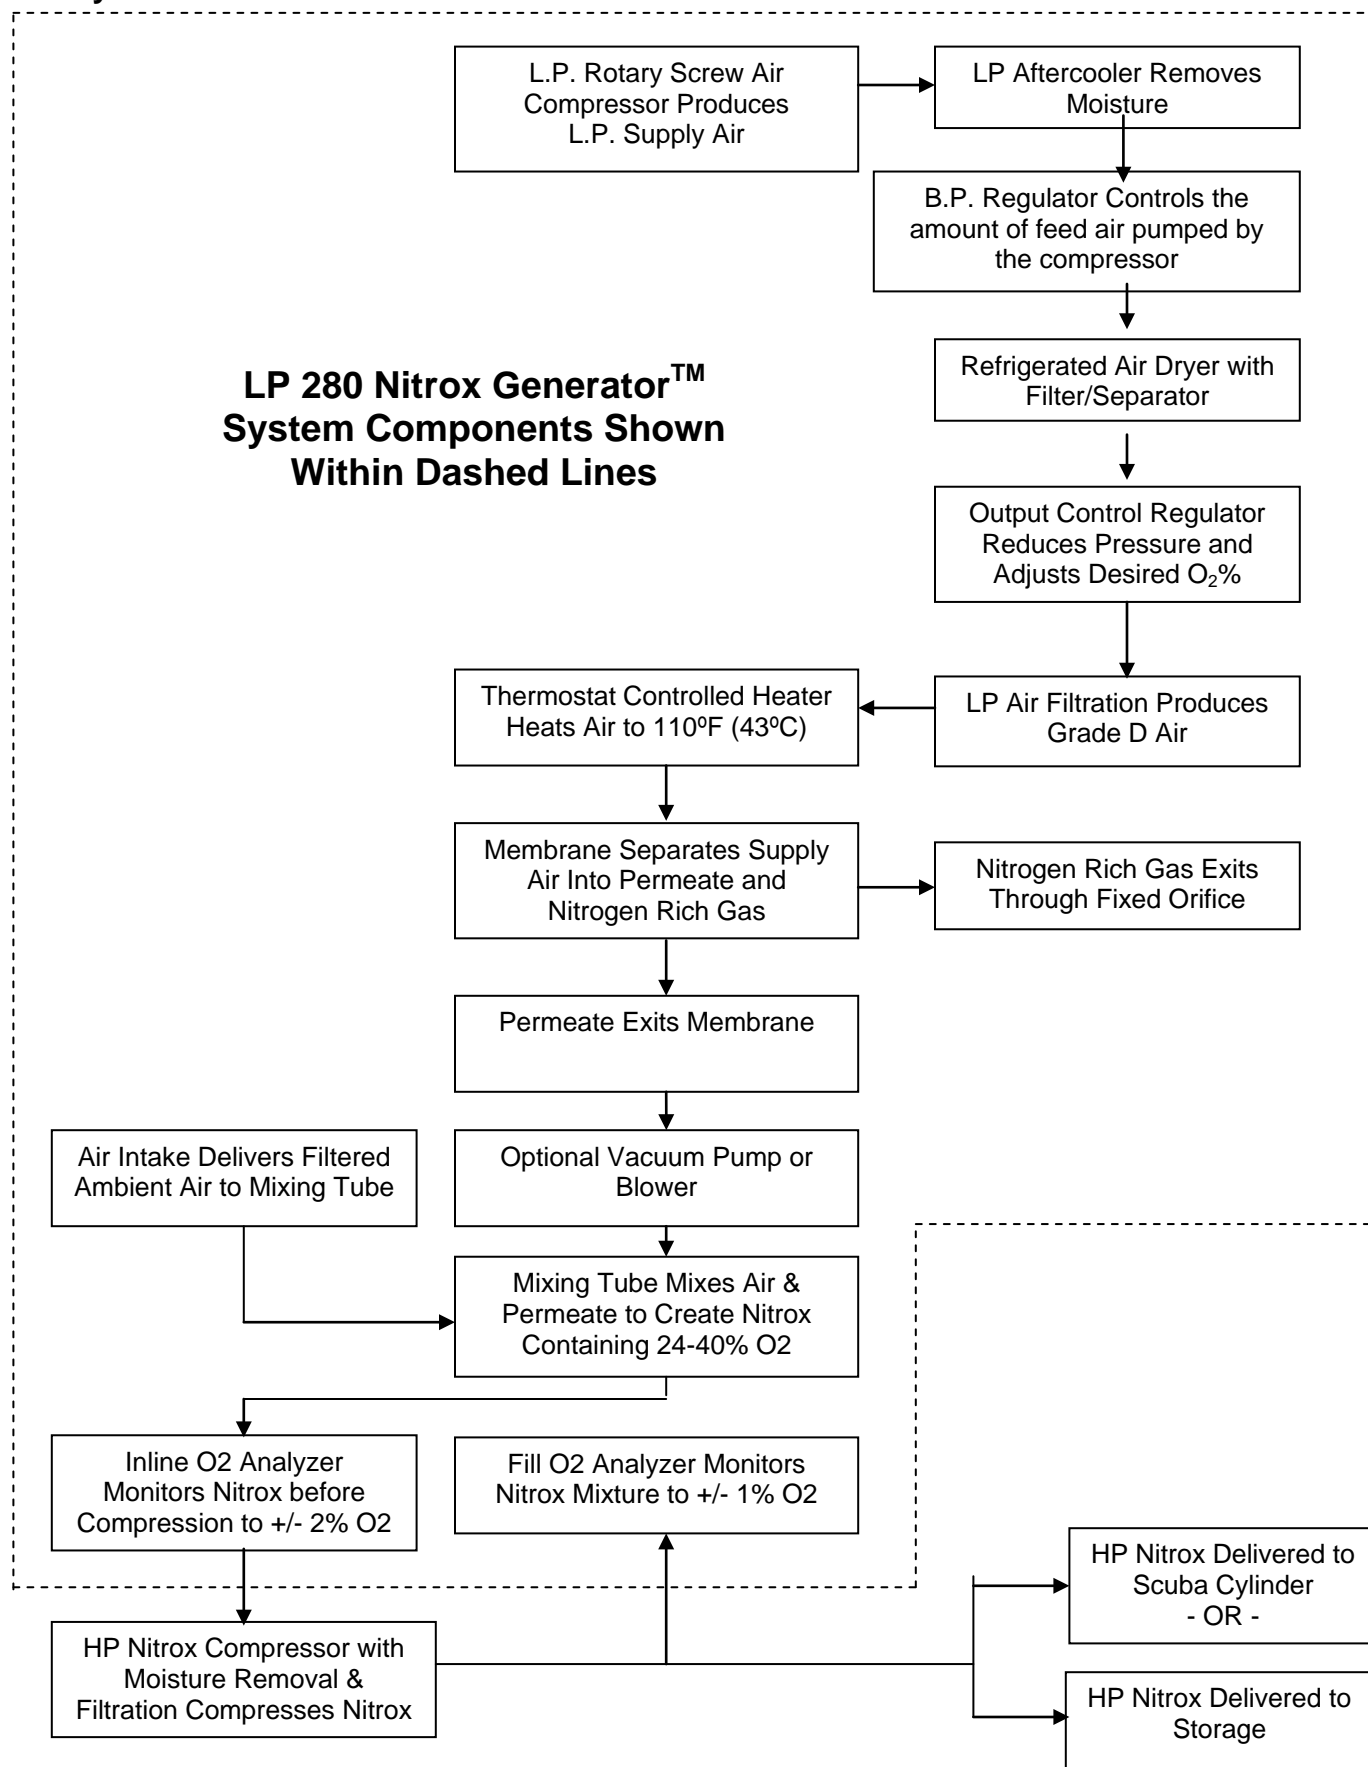 L.P. Rotary Screw Air
Compressor Produces
L.P. Supply Air
LP Aftercooler Removes
Moisture
B.P. Regulator Controls the
amount of feed air pumped by
the compressor
Refrigerated Air Dryer with
Filter/Separator
LP 280 Nitrox Generator™
System Components Shown
Within Dashed Lines
Output Control Regulator
Reduces Pressure and
Adjusts Desired O₂%
Thermostat Controlled Heater
Heats Air to 110ºF (43ºC)
LP Air Filtration Produces
Grade D Air
Membrane Separates Supply
Air Into Permeate and
Nitrogen Rich Gas
Nitrogen Rich Gas Exits
Through Fixed Orifice
Permeate Exits Membrane
Air Intake Delivers Filtered
Ambient Air to Mixing Tube
Optional Vacuum Pump or
Blower
Mixing Tube Mixes Air &
Permeate to Create Nitrox
Containing 24-40% O2
Inline O2 Analyzer
Monitors Nitrox before
Compression to +/- 2% O2
Fill O2 Analyzer Monitors
Nitrox Mixture to +/- 1% O2
HP Nitrox Delivered to
Scuba Cylinder
- OR -
HP Nitrox Compressor with
Moisture Removal &
Filtration Compresses Nitrox
HP Nitrox Delivered to
Storage